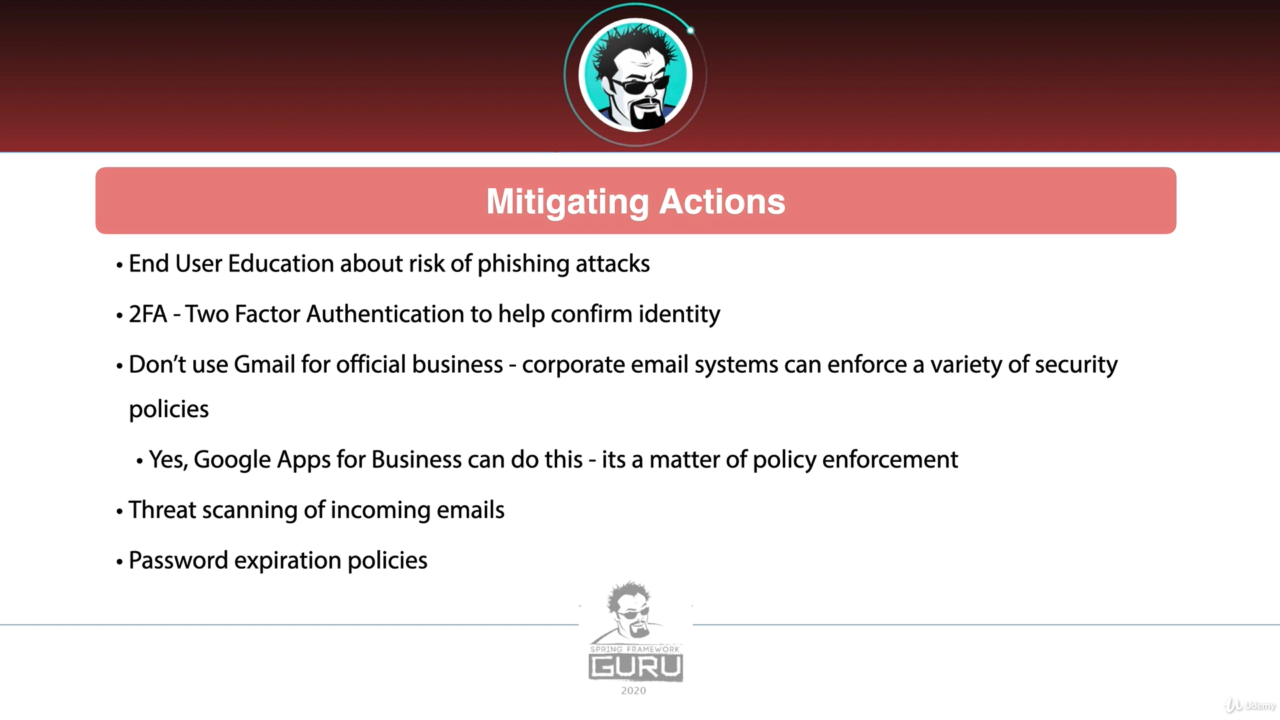 Mitigating Actions
• End User Education about risk of phishing attacks
• 2FA - Two Factor Authentication to help confirm identity
• Don’t use Gmail for official business - corporate email systems can enforce a variety of security
policies
• Yes, Google Apps for Business can do this - its a matter of policy enforcement
• Threat scanning of incoming emails
• Password expiration policies
SPRING FRAMEWORK
GURU
2020
Udemy